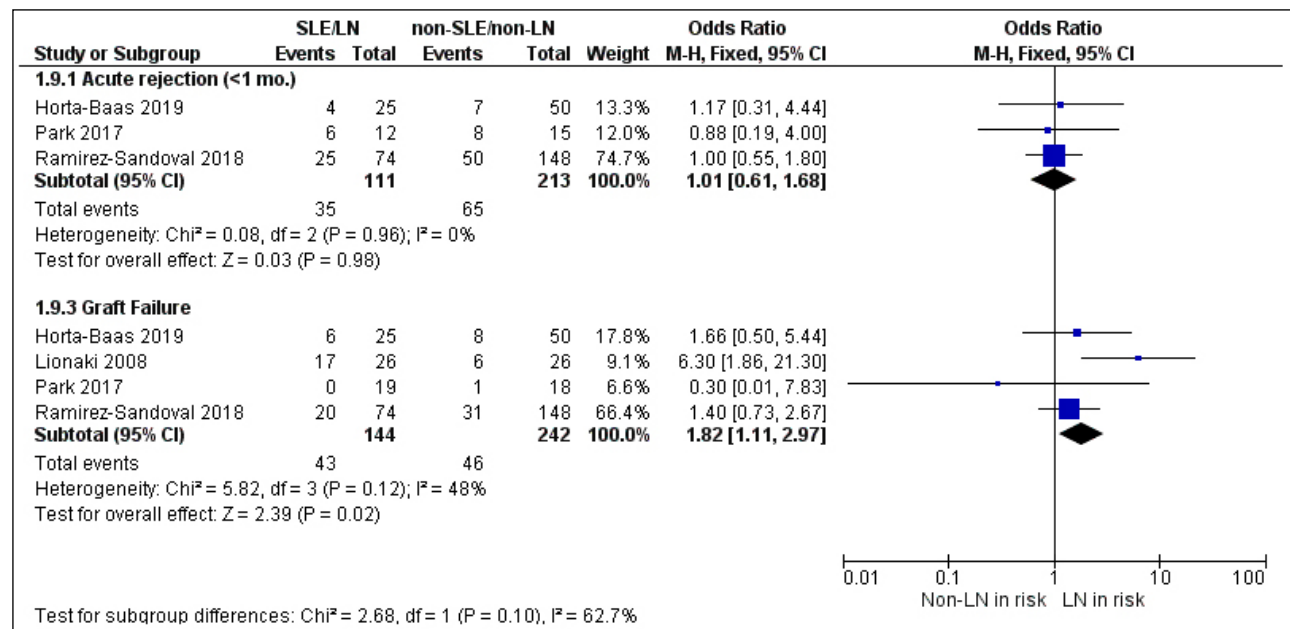 SLE/LN non-SLE/non-LN Odds Ratio Odds Ratio
Study or Subgroup Events Total Events Total Weight M-H, Fixed, 95% CI M-H, Fixed, 95% CI
1.9.1 Acute rejection (<1 mo.)
Horta-Baas 2019 4 25 7 50 13.3% 1.17 [0.31, 4.44]
Park 2017 6 12 8 15 12.0% 0.88 [0.19, 4.00]
Ramirez-Sandoval 2018 25 74 50 148 74.7% 1.00 [0.55, 1.80]
Subtotal (95% CI) 111 213 100.0% 1.01 [0.61, 1.68]
Total events 35 65
Heterogeneity: Chi² = 0.08, df = 2 (P = 0.96); I² = 0%
Test for overall effect: Z = 0.03 (P = 0.98)
1.9.3 Graft Failure
Horta-Baas 2019 6 25 8 50 17.8% 1.66 [0.50, 5.44]
Lionaki 2008 17 26 6 26 9.1% 6.30 [1.86, 21.30]
Park 2017 0 19 1 18 6.6% 0.30 [0.01, 7.83]
Ramirez-Sandoval 2018 20 74 31 148 66.4% 1.40 [0.73, 2.67]
Subtotal (95% CI) 144 242 100.0% 1.82 [1.11, 2.97]
Total events 43 46
Heterogeneity: Chi² = 5.82, df = 3 (P = 0.12); I² = 48%
Test for overall effect: Z = 2.39 (P = 0.02)
0.01 0.1 1 10 100
Non-LN in risk LN in risk
Test for subgroup differences: Chi² = 2.68, df = 1 (P = 0.10), I² = 62.7%